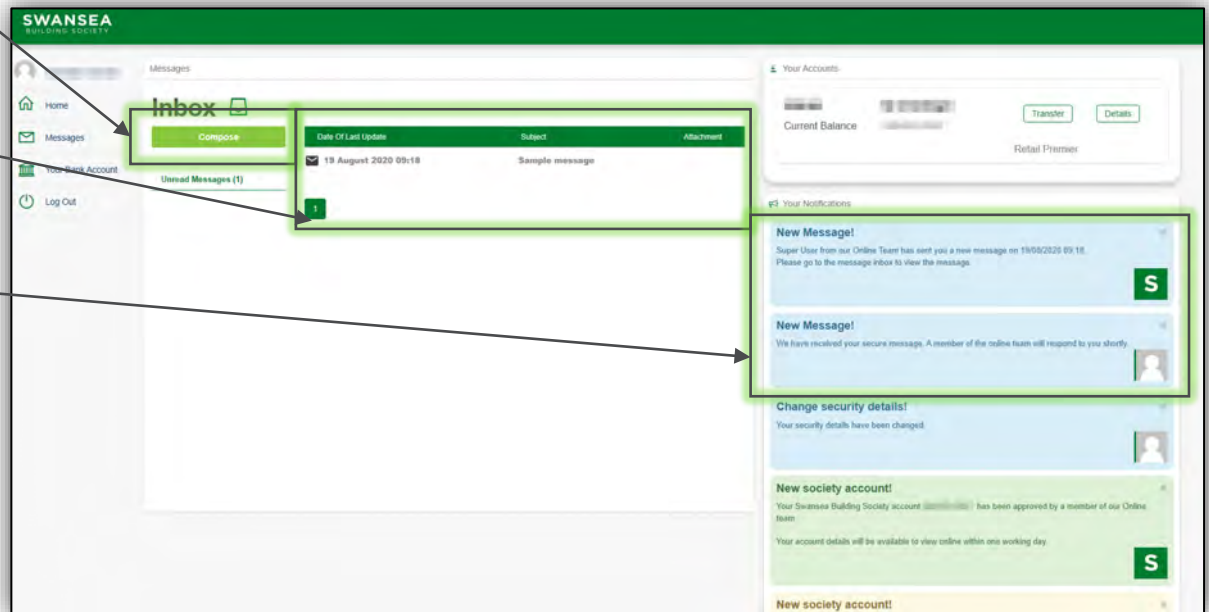 SWANSEA
BUILDING SOCIETY
Home
Messages
Your Bank Account
Log Out
Messages
Inbox
Compose
Unread Messages (1)
Date Of Last Update Subject Attachment
19 August 2020 09:18 Sample message
1
Your Accounts
Current Balance
Transfer
Details
Retail Premier
Your Notifications
New Message!
Super User from our Online Team has sent you a new message on 19/08/2020 09:18.
Please go to the message inbox to view the message.
S
New Message!
We have received your secure message. A member of the online team will respond to you shortly.
Change security details!
Your security details have been changed.
New society account!
Your Swansea Building Society account has been approved by a member of our Online
team
Your account details will be available to view online within one working day.
S
New society account!